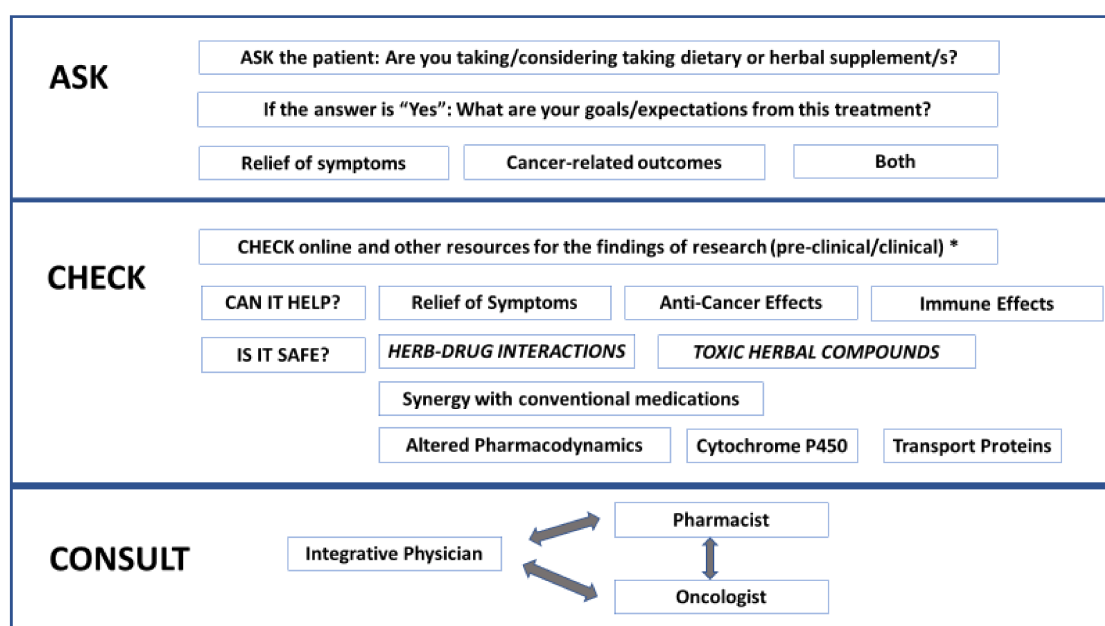 ASK
ASK the patient: Are you taking/considering taking dietary or herbal supplement/s?
If the answer is “Yes”: What are your goals/expectations from this treatment?
Relief of symptoms
Cancer-related outcomes
Both
CHECK
CHECK online and other resources for the findings of research (pre-clinical/clinical) *
CAN IT HELP?
Relief of Symptoms
Anti-Cancer Effects
Immune Effects
IS IT SAFE?
HERB-DRUG INTERACTIONS
TOXIC HERBAL COMPOUNDS
Synergy with conventional medications
Altered Pharmacodynamics
Cytochrome P450
Transport Proteins
CONSULT
Integrative Physician
Pharmacist
Oncologist